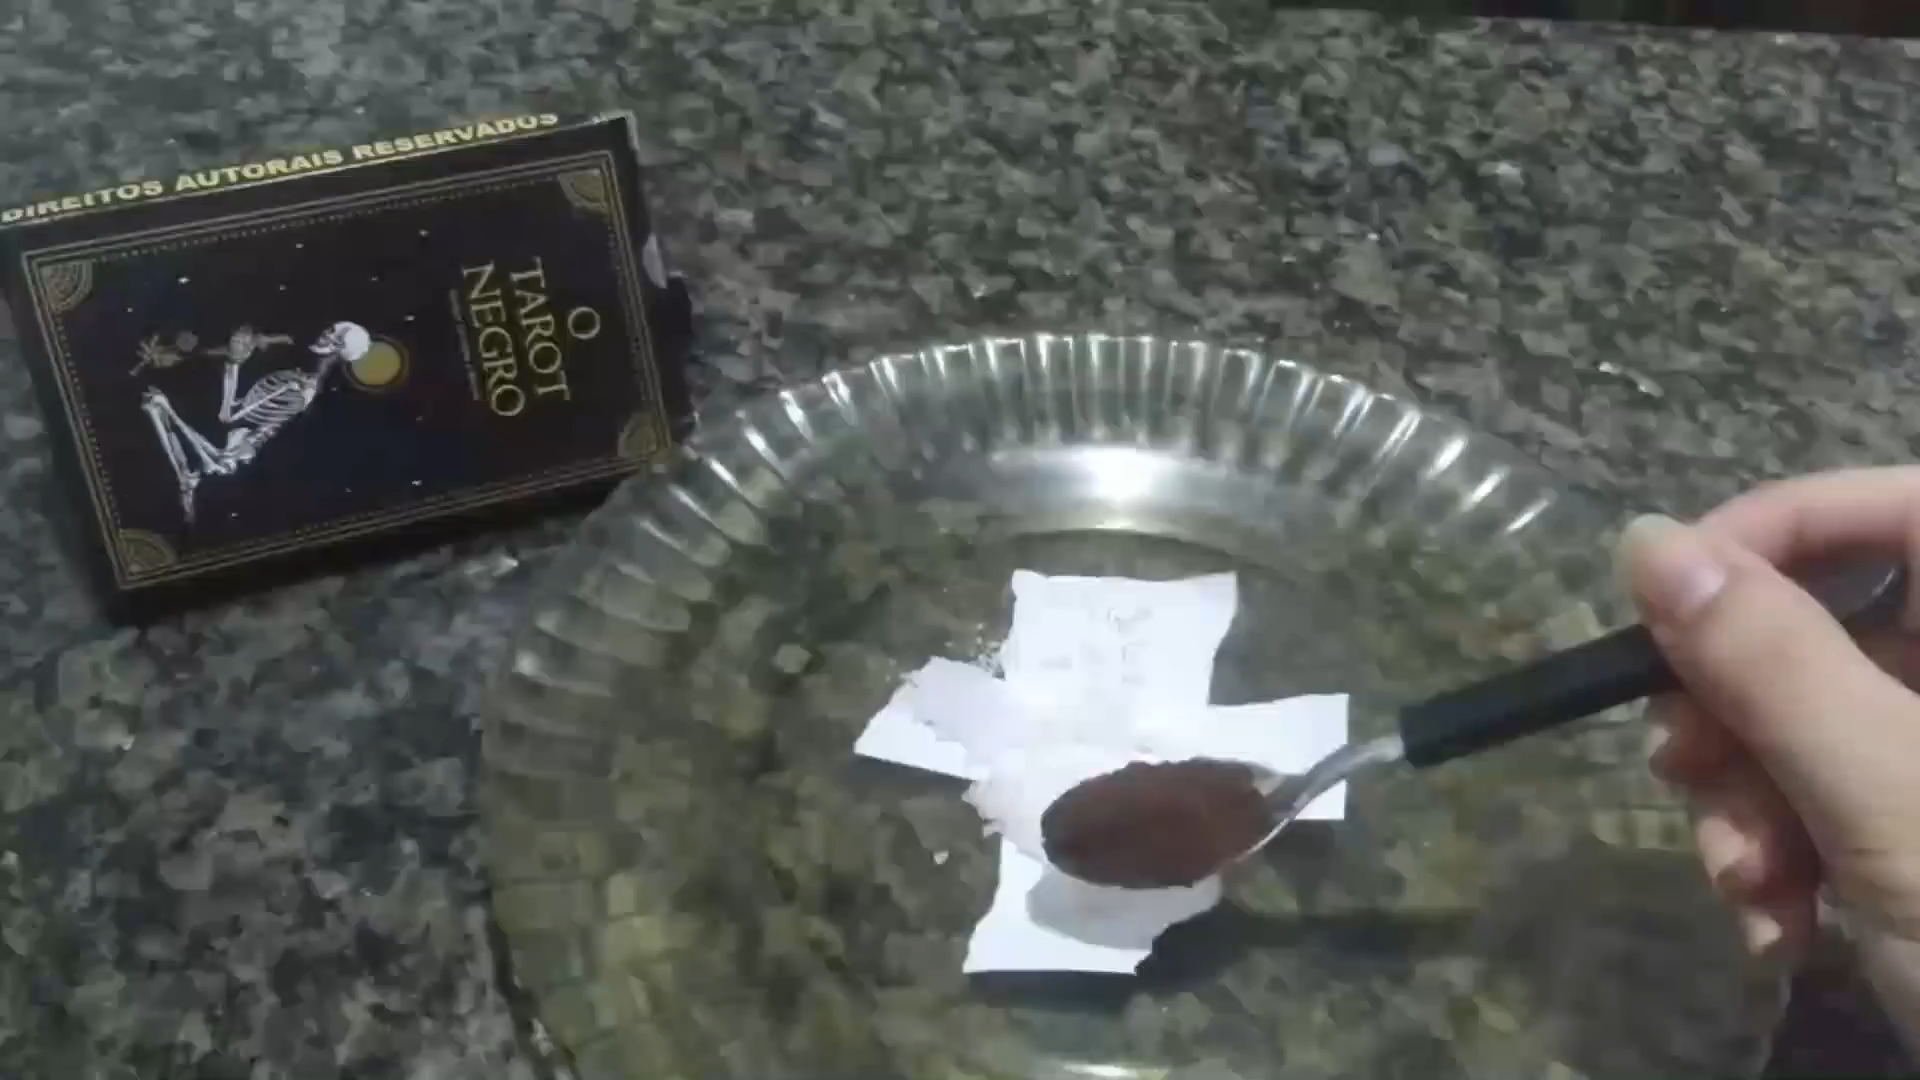 DIREITOS AUTORAIS RESERVADOS
O
TAROT
NEGRO